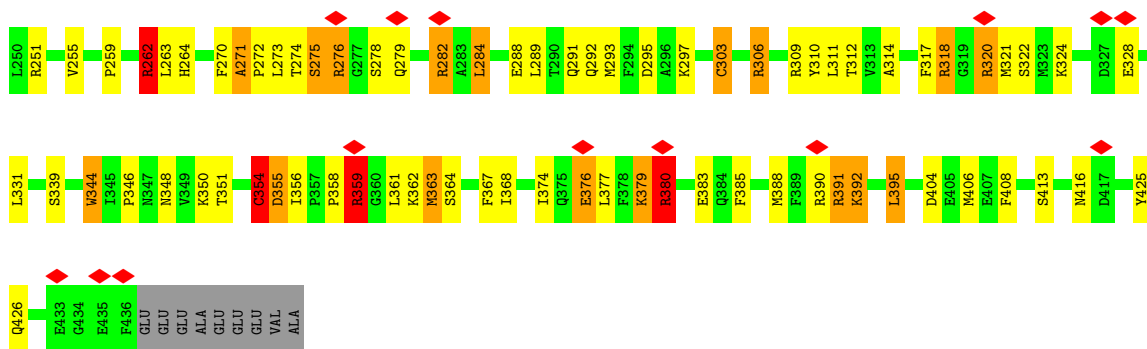 L250 R251 V255 P259 R262 L263 H264 F270 A271 P272 L273 T274 S275 R276 G277 S278 Q279 R282 A283 L284 E288 L289 T290 Q291 Q292 M293 F294 D295 A296 K297 C303 R306 R309 Y310 L311 T312 V313 A314 F317 R318 G319 R320 M321 S322 M323 K324 D327 E328
L331 S339 W344 I345 P346 N347 N348 V349 K350 T351 C354 D355 I356 P357 P358 R359 G360 L361 K362 M363 S364 F367 I368 I374 Q375 E376 L377 F378 K379 R380 E383 Q384 F385 M388 F389 R390 R391 K392 L395 D404 E405 M406 E407 F408 S413 N416 D417 Y425
Q426 E433 G434 E435 F436 GLU GLU GLU ALA GLU GLU GLU VAL ALA